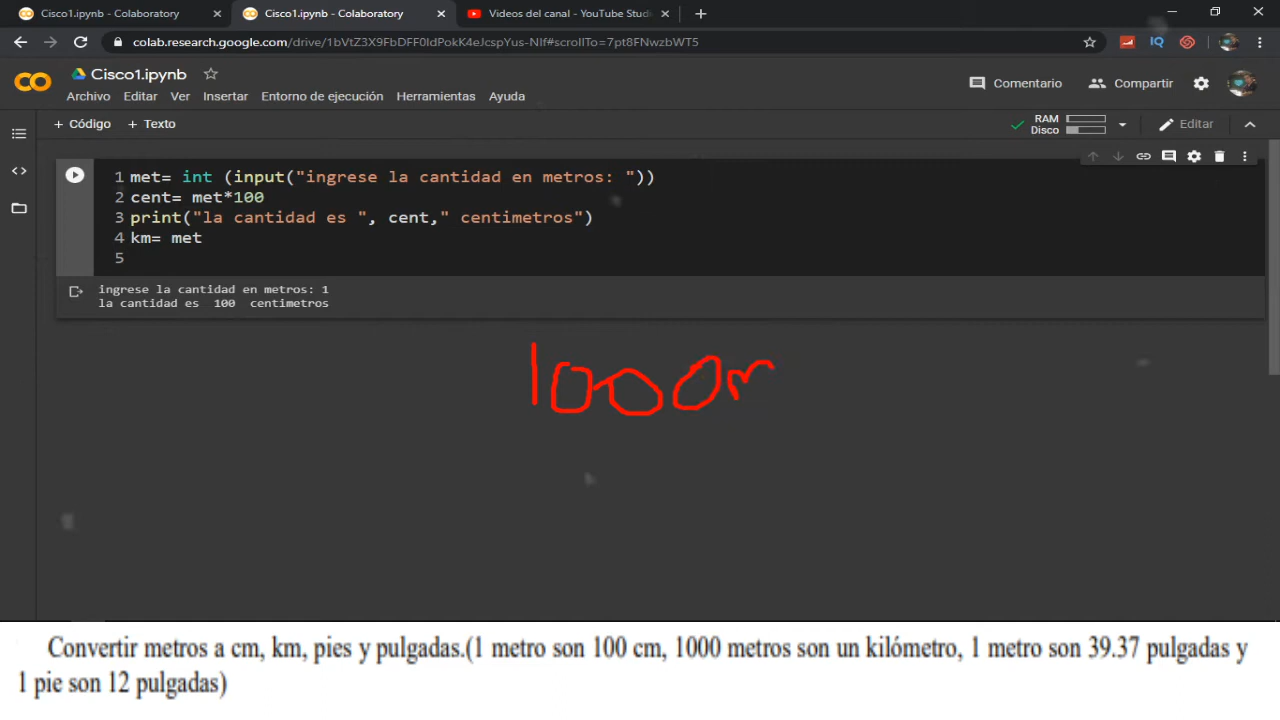 Cisco1.ipynb - Colaboratory
Cisco1.ipynb - Colaboratory
Videos del canal - YouTube Stud
colab.research.google.com/drive/1bVtZ3X9FbDFF0IdPokK4eJcspYus-NIf#scrollTo=7pt8FNwzbWT5
Cisco1.ipynb
Comentario
Compartir
Archivo Editar Ver Insertar Entorno de ejecución Herramientas Ayuda
+ Código + Texto
RAM
Disco
Editar
1 met= int (input("ingrese la cantidad en metros: "))
2 cent= met*100
3 print("la cantidad es ", cent," centimetros")
4 km= met
5
ingrese la cantidad en metros: 1
la cantidad es 100 centimetros
1000m
Convertir metros a cm, km, pies y pulgadas.(1 metro son 100 cm, 1000 metros son un kilómetro, 1 metro son 39.37 pulgadas y
1 pie son 12 pulgadas)